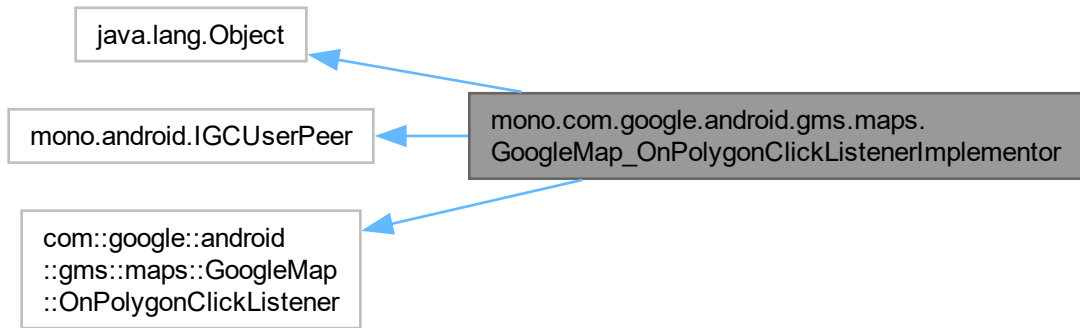 java.lang.Object
mono.android.IGCUserPeer
mono.com.google.android.gms.maps.
GoogleMap_OnPolygonClickListenerImplementor
com::google::android
::gms::maps::GoogleMap
::OnPolygonClickListener